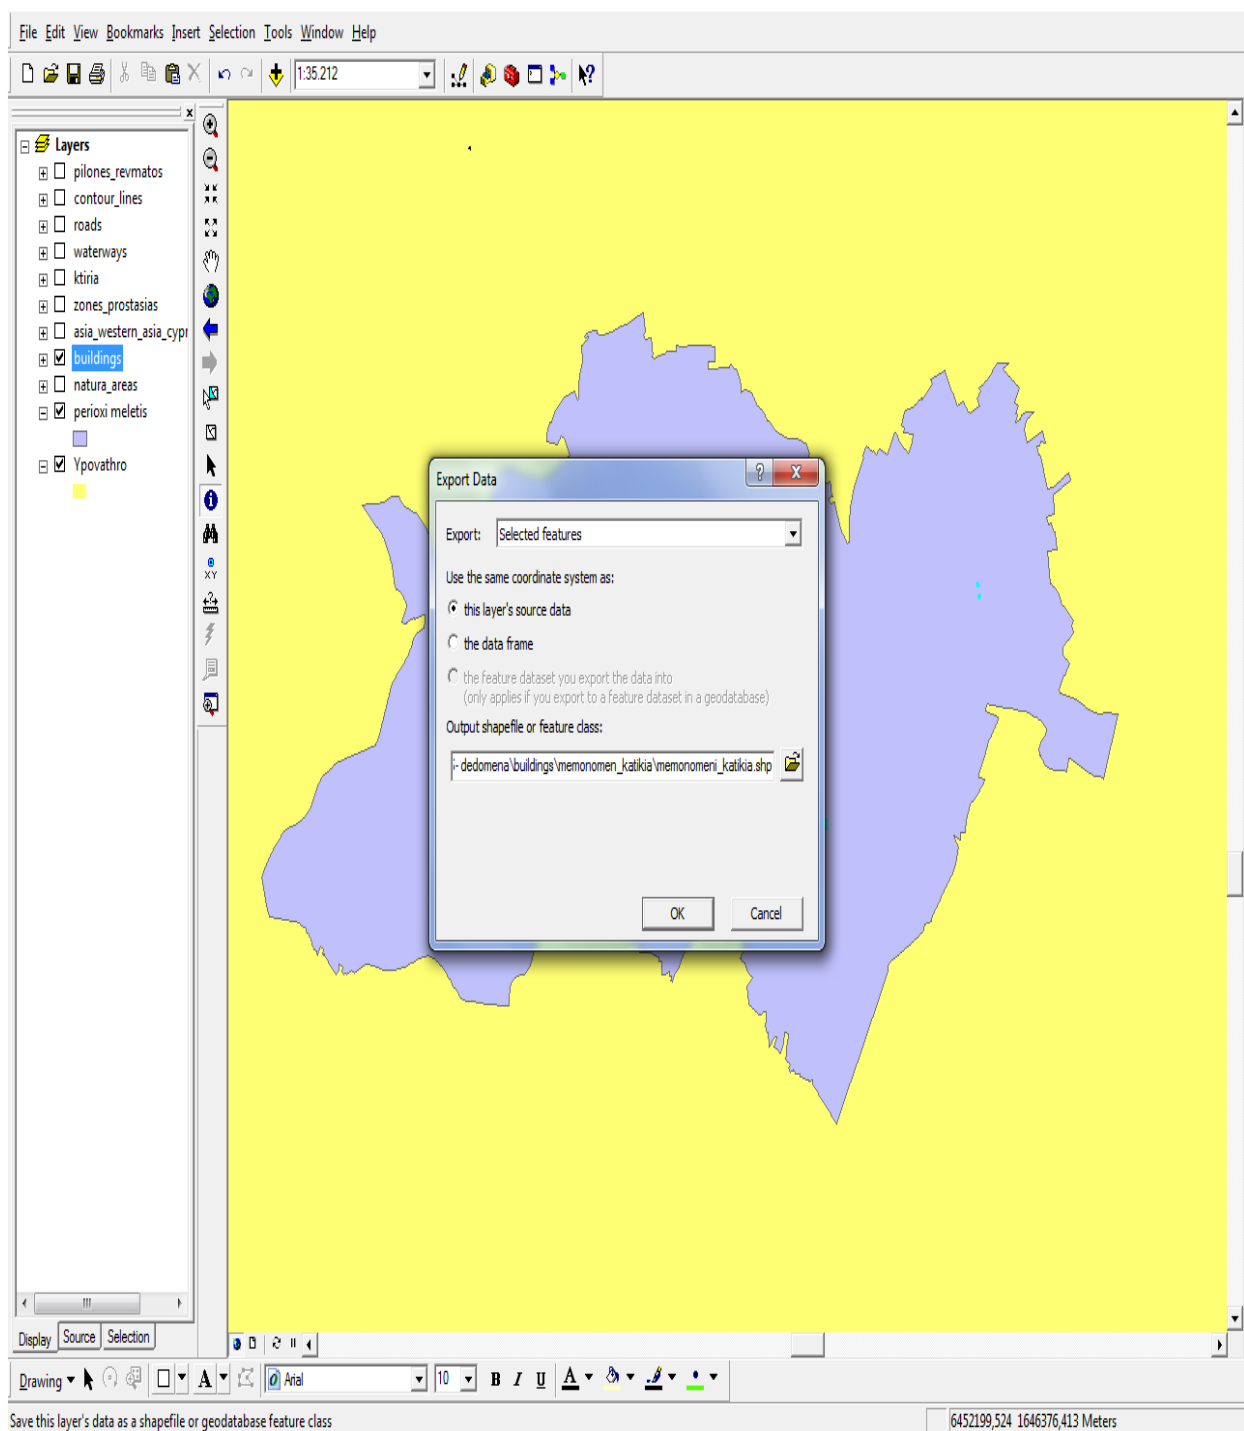 File Edit View Bookmarks Insert Selection Tools Window Help
1:35.212
Layers
pilones_revmatos
contour_lines
roads
waterways
ktiria
zones_prostasias
asia_western_asia_cypr
buildings
natura_areas
perioxi meletis
Ypovathro
Export Data
Export: Selected features
Use the same coordinate system as:
this layer's source data
the data frame
the feature dataset you export the data into
(only applies if you export to a feature dataset in a geodatabase)
Output shapefile or feature class:
- dedomena\buildings\memonomen_katikia\memonomeni_katikia.shp
OK Cancel
Display Source Selection
Drawing A Arial 10 B I U A
Save this layer's data as a shapefile or geodatabase feature class
6452199,524 1646376,413 Meters